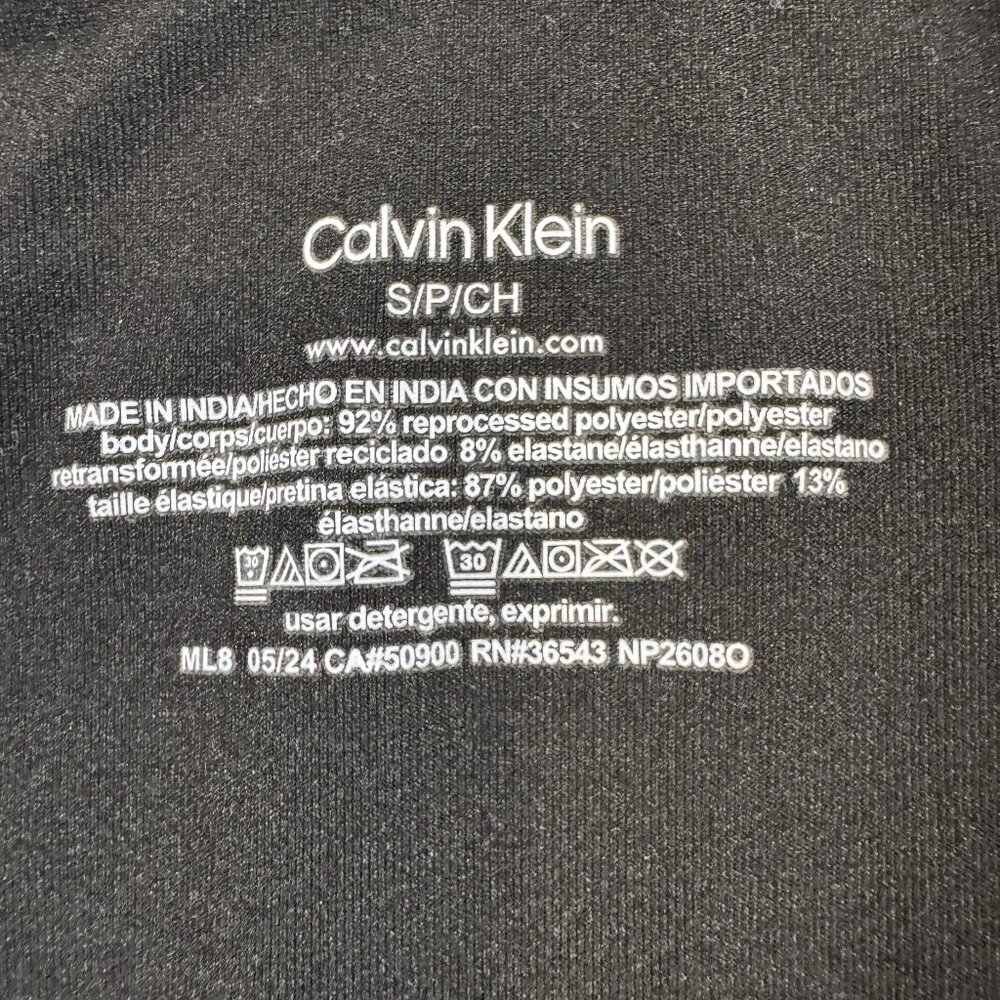 Calvin Klein
S/P/CH
www.calvinklein.com
MADE IN INDIA/HECHO EN INDIA CON INSUMOS IMPORTADOS
body/corps/cuerpo: 92% reprocessed polyester/polyester
retransformée/poliéster reciclado 8% elastane/élasthanne/elastano
taille élastique/pretina elástica: 87% polyester/poliéster 13%
élasthanne/elastano
30 30
usar detergente, exprimir.
ML8 05/24 CA#50900 RN#36543 NP2608O